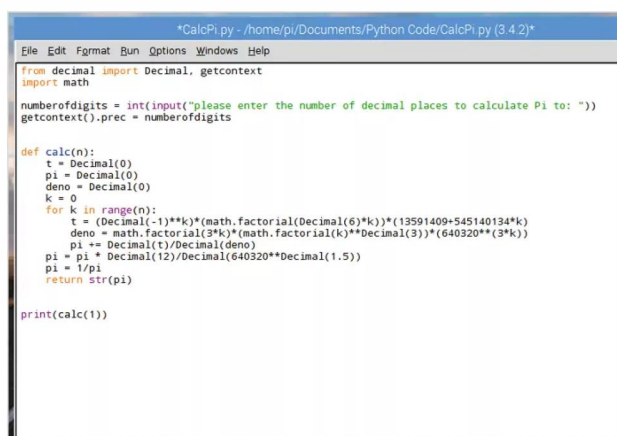 *CalcPi.py - /home/pi/Documents/Python Code/CalcPi.py (3.4.2)*
File Edit Format Run Options Windows Help
from decimal import Decimal, getcontext
import math
numberofdigits = int(input("please enter the number of decimal places to calculate Pi to: "))
getcontext().prec = numberofdigits
def calc(n):
    t = Decimal(0)
    pi = Decimal(0)
    deno = Decimal(0)
    k = 0
    for k in range(n):
        t = (Decimal(-1)**k)*(math.factorial(Decimal(6)*k))*(13591409+545140134*k)
        deno = math.factorial(3*k)*(math.factorial(k)**Decimal(3))*(640320**(3*k))
        pi += Decimal(t)/Decimal(deno)
    pi = pi * Decimal(12)/Decimal(640320**Decimal(1.5))
    pi = 1/pi
    return str(pi)
print(calc(1))